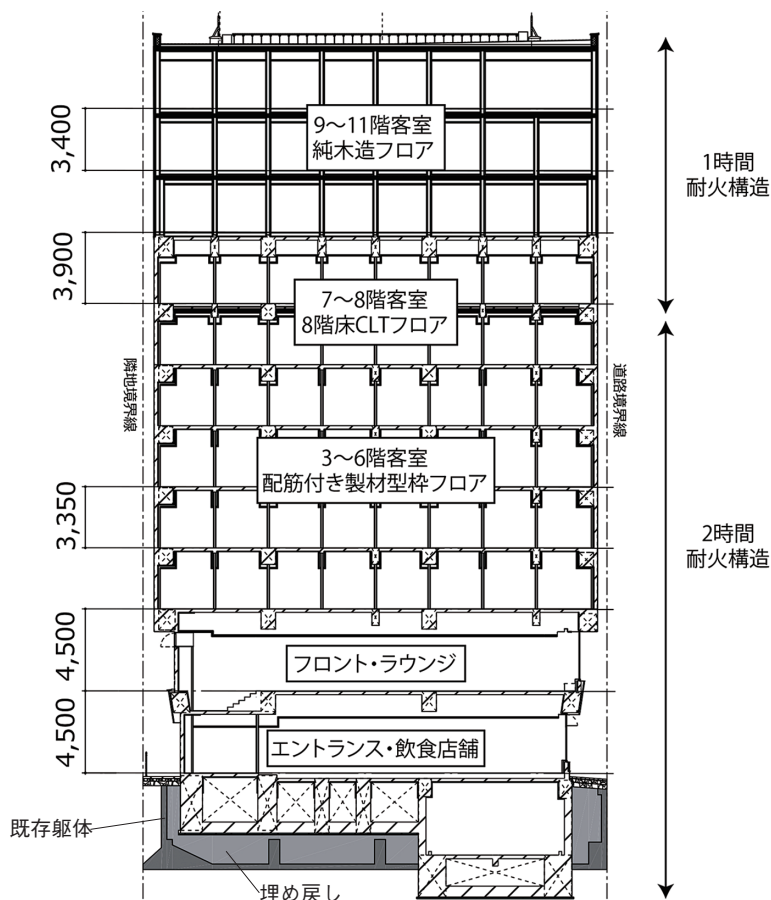 3,400
9〜11階客室
純木造フロア
1時間
耐火構造
3,900
7〜8階客室
8階床CLTフロア
隣地境界線
道路境界線
3〜6階客室
配筋付き製材型枠フロア
3,350
2時間
耐火構造
4,500
フロント・ラウンジ
4,500
エントランス・飲食店舗
既存躯体
埋め戻し